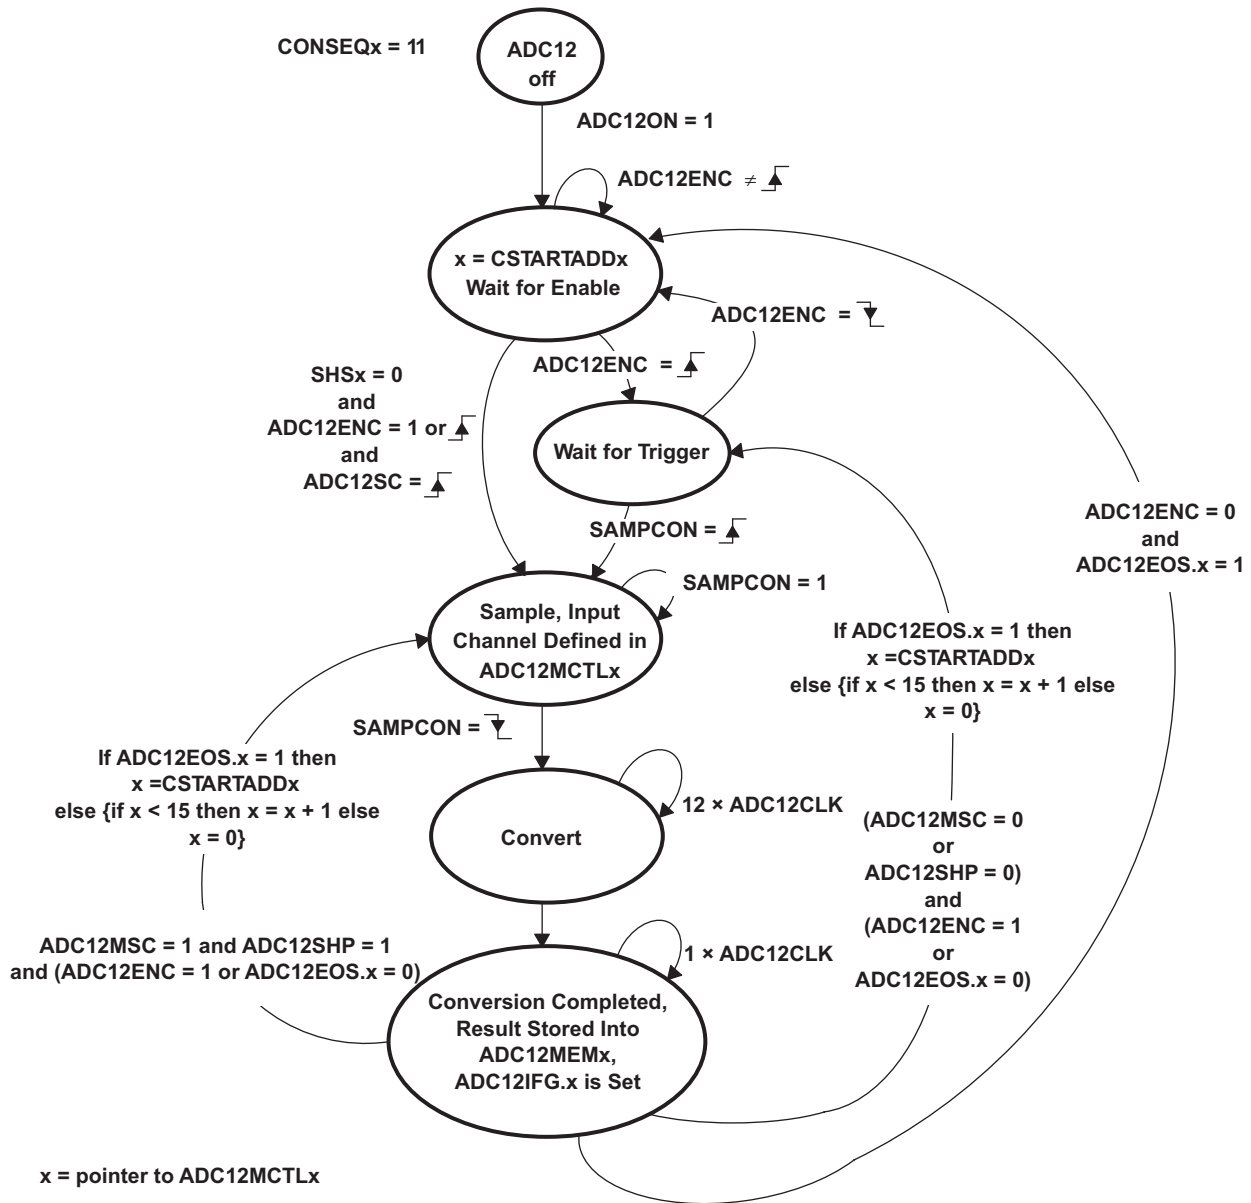 CONSEQx = 11
ADC12
off
ADC12ON = 1
ADC12ENC ≠
x = CSTARTADDx
Wait for Enable
ADC12ENC =
ADC12ENC =
SHSx = 0
and
ADC12ENC = 1 or
and
ADC12SC =
Wait for Trigger
SAMPCON =
ADC12ENC = 0
and
ADC12EOS.x = 1
SAMPCON = 1
Sample, Input
Channel Defined in
ADC12MCTLx
If ADC12EOS.x = 1 then
x =CSTARTADDx
else {if x < 15 then x = x + 1 else
x = 0}
SAMPCON =
If ADC12EOS.x = 1 then
x =CSTARTADDx
else {if x < 15 then x = x + 1 else
x = 0}
12 × ADC12CLK
Convert
(ADC12MSC = 0
or
ADC12SHP = 0)
and
(ADC12ENC = 1
or
ADC12EOS.x = 0)
ADC12MSC = 1 and ADC12SHP = 1
and (ADC12ENC = 1 or ADC12EOS.x = 0)
1 × ADC12CLK
Conversion Completed,
Result Stored Into
ADC12MEMx,
ADC12IFG.x is Set
x = pointer to ADC12MCTLx